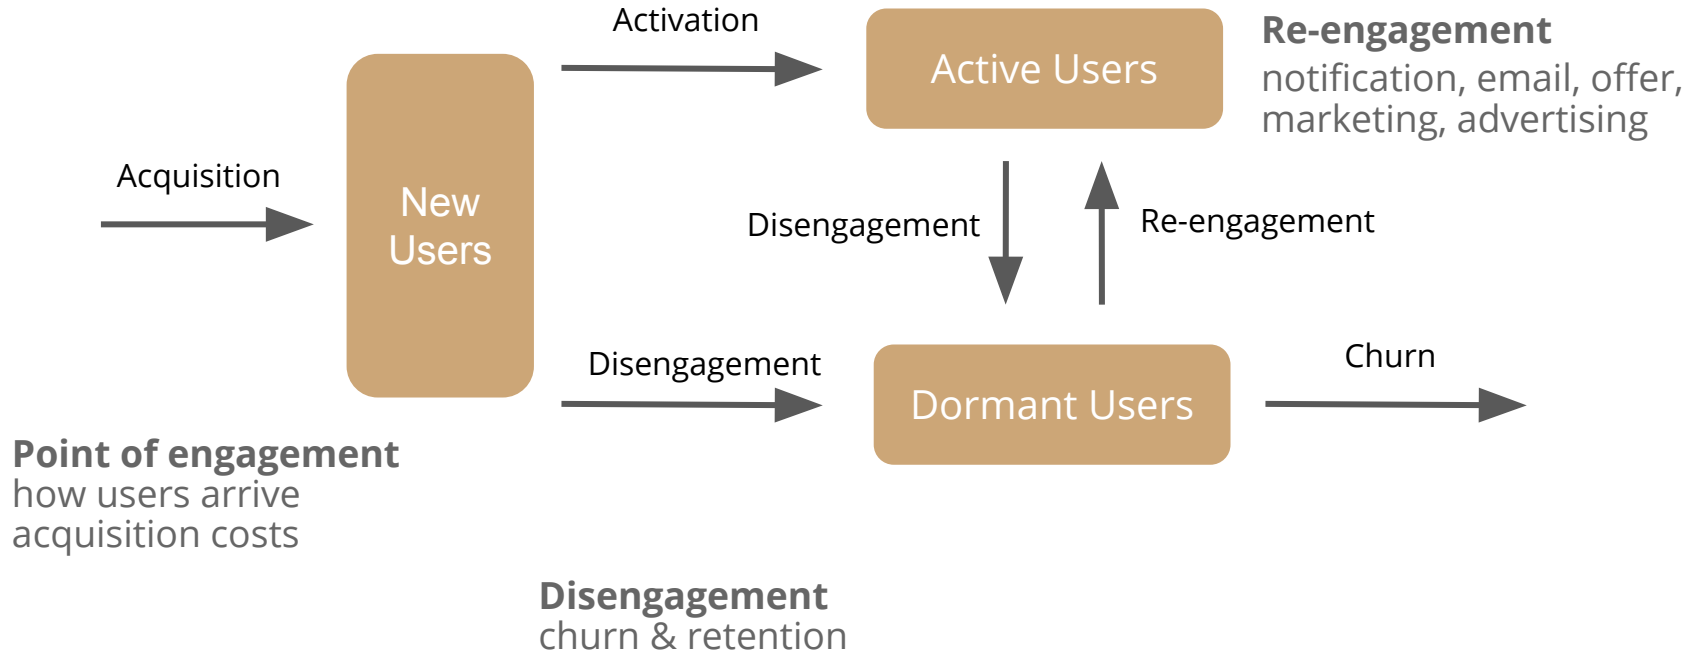 Activation
Active Users
Re-engagement
notification, email, offer,
marketing, advertising
Acquisition
New
Users
Disengagement
Re-engagement
Disengagement
Dormant Users
Churn
Point of engagement
how users arrive
acquisition costs
Disengagement
churn & retention